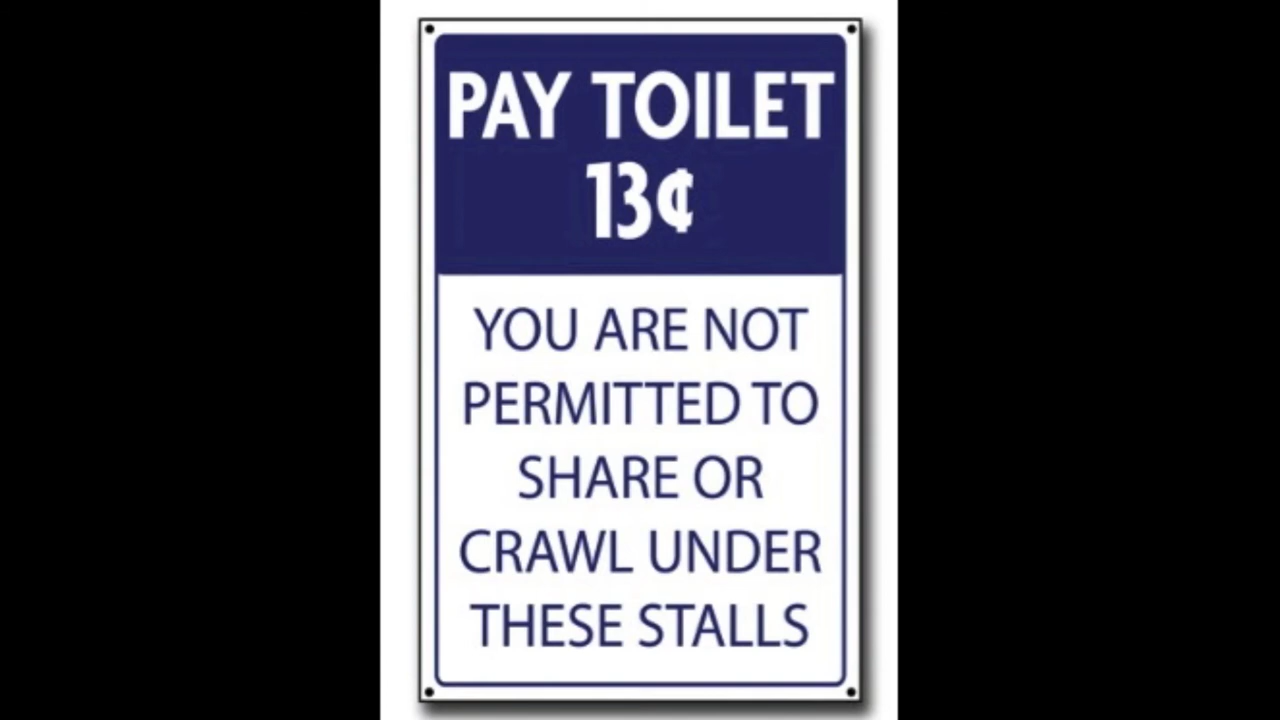 PAY TOILET
13¢
YOU ARE NOT
PERMITTED TO
SHARE OR
CRAWL UNDER
THESE STALLS